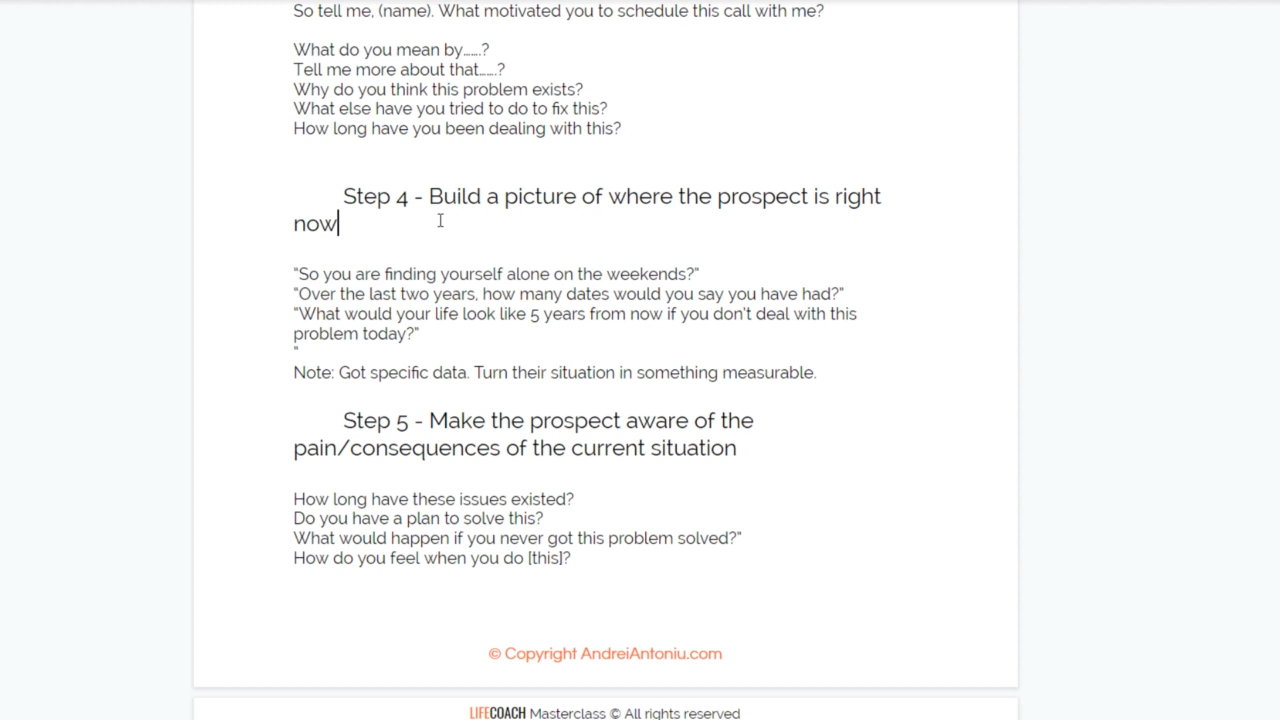 So tell me, (name). What motivated you to schedule this call with me?
What do you mean by…….?
Tell me more about that…….?
Why do you think this problem exists?
What else have you tried to do to fix this?
How long have you been dealing with this?
Step 4 - Build a picture of where the prospect is right
now
“So you are finding yourself alone on the weekends?”
“Over the last two years, how many dates would you say you have had?”
“What would your life look like 5 years from now if you don’t deal with this
problem today?”
“
Note: Got specific data. Turn their situation in something measurable.
Step 5 - Make the prospect aware of the
pain/consequences of the current situation
How long have these issues existed?
Do you have a plan to solve this?
What would happen if you never got this problem solved?”
How do you feel when you do [this]?
© Copyright AndreiAntoniu.com
LIFECOACH Masterclass © All rights reserved